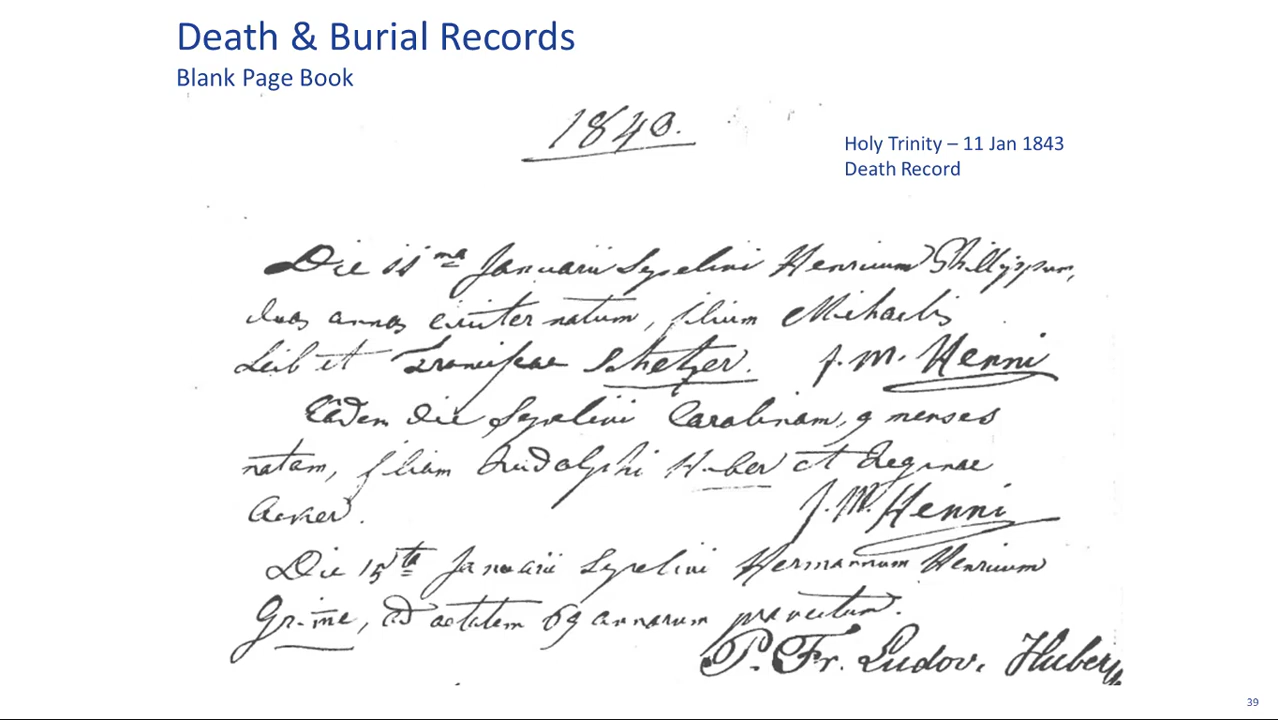 Death & Burial Records
Blank Page Book
1843.
Holy Trinity – 11 Jan 1843
Death Record
Die 11ma Januarii Sepelivi Henricum
duos annos circiter natum, filium Michaelis
Leib et Franciscae Shetzer. J. M. Henni
Eadem die Sepelivi Carolinam, 9 menses
natam, filiam Rudolphi Huber et Reginae
Acker. J. M. Henni
Die 15ta Januarii Sepelivi Hermannum Henricum
ad aetatem 69 annorum provectum.
P. Fr. Ludov. Huber
39